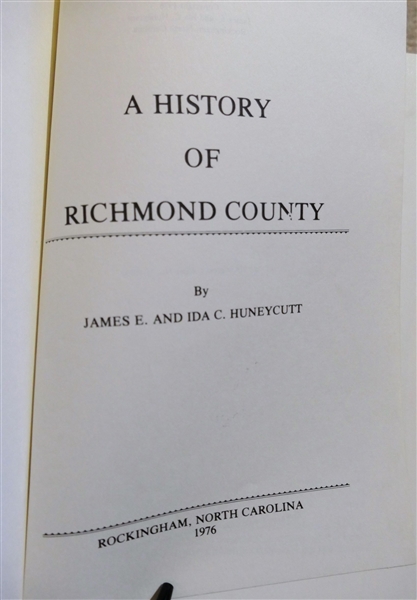 A HISTORY
OF
RICHMOND COUNTY
By
JAMES E. AND IDA C. HUNEYCUTT
ROCKINGHAM, NORTH CAROLINA
1976